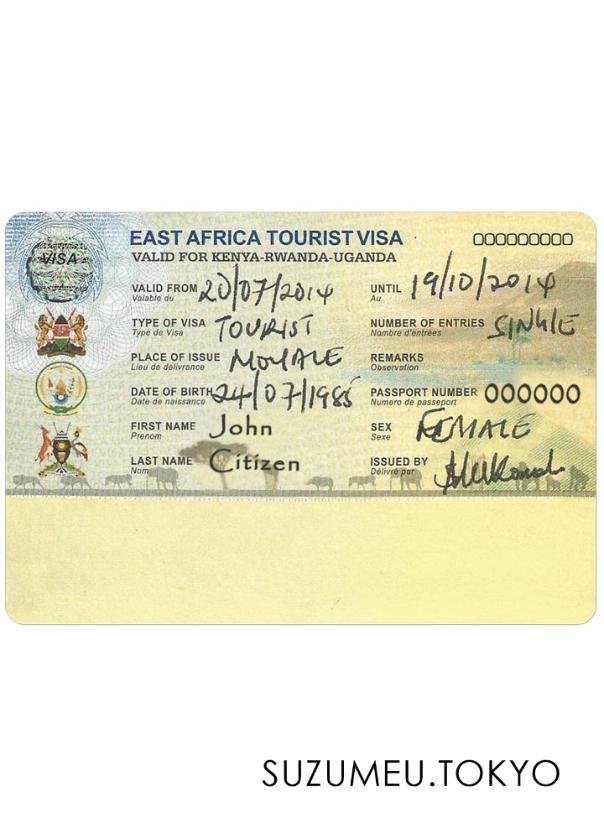 EAST AFRICA TOURIST VISA 000000000
VALID FOR KENYA-RWANDA-UGANDA
VISA
VALID FROM 20/07/2014 UNTIL 19/10/2014
Valable du Au
TYPE OF VISA TOURIST NUMBER OF ENTRIES SINGLE
Type de Visa Nombre d'entrées
PLACE OF ISSUE MOYALE REMARKS
Lieu de délivrance Observation
DATE OF BIRTH 24/07/1985 PASSPORT NUMBER 000000
Date de naissance Numero de passeport
FIRST NAME John SEX FEMALE
Prenom Sexe
LAST NAME Citizen ISSUED BY
Nom Délivré par
SUZUMEU.TOKYO